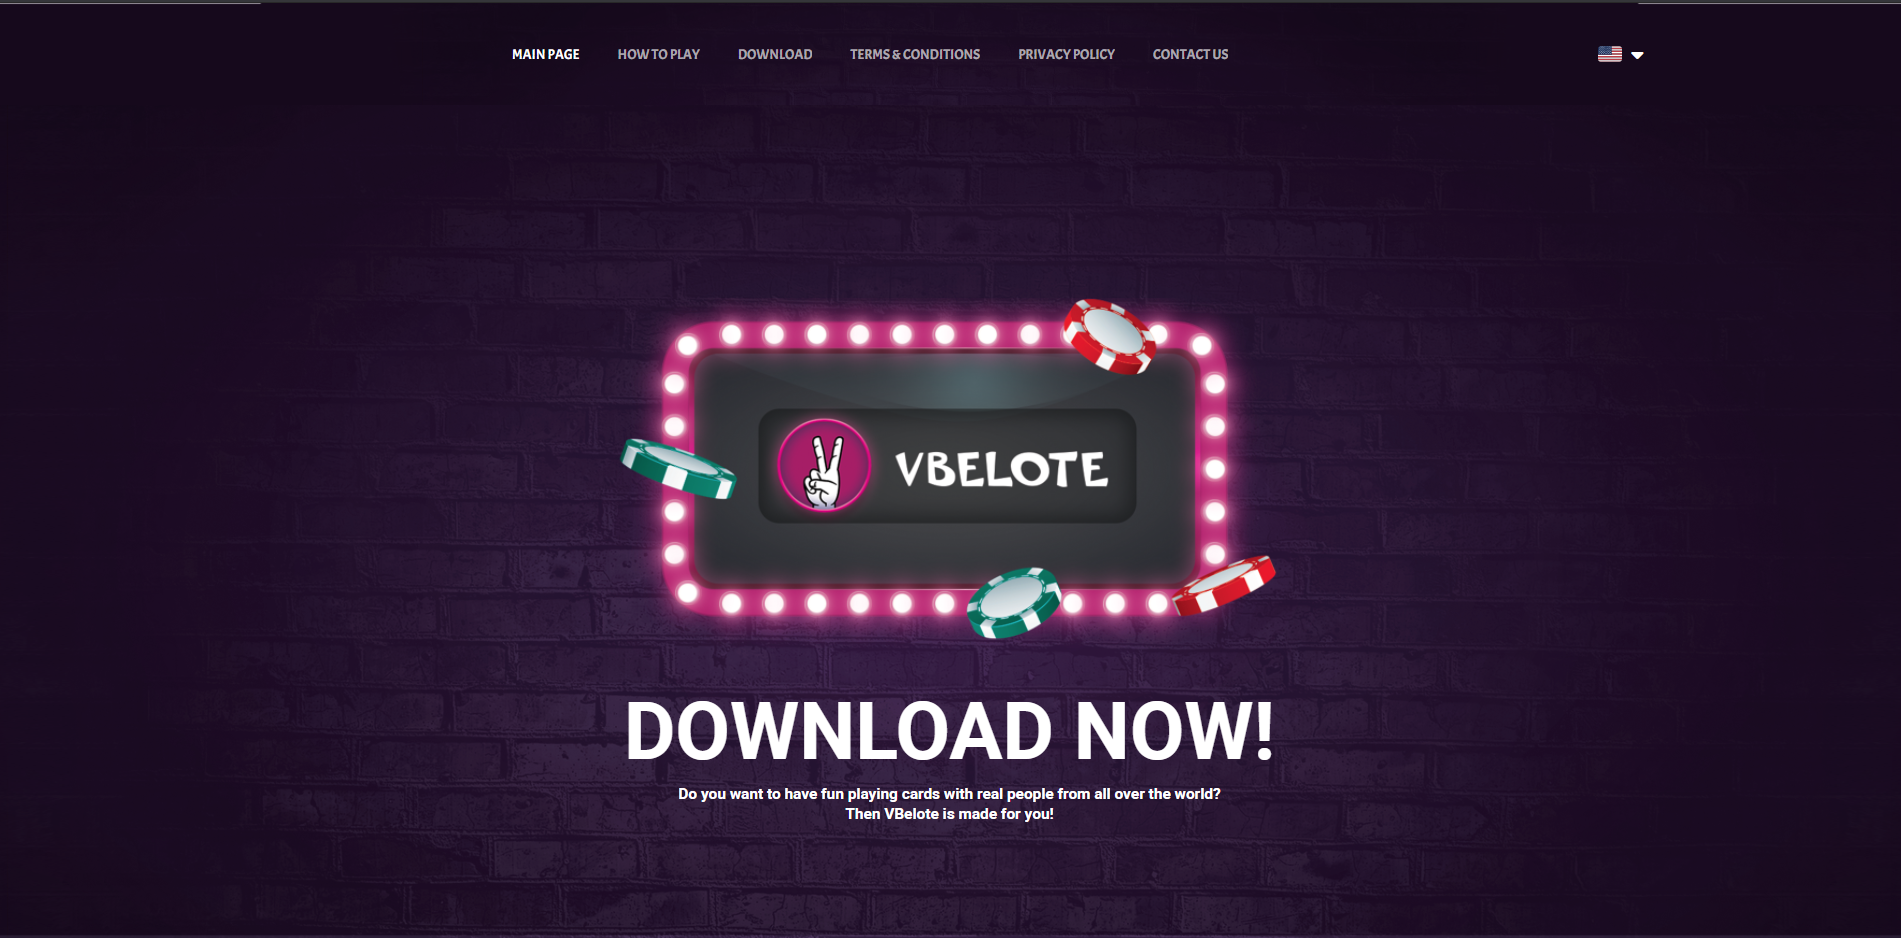 MAIN PAGE HOW TO PLAY DOWNLOAD TERMS & CONDITIONS PRIVACY POLICY CONTACT US
VBELOTE
DOWNLOAD NOW!
Do you want to have fun playing cards with real people from all over the world?
Then VBelote is made for you!